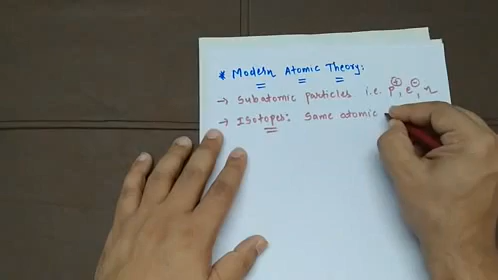 * Modern Atomic Theory:
→ Subatomic particles i.e. p⊕, e⊖, n
→ Isotopes: Same atomic